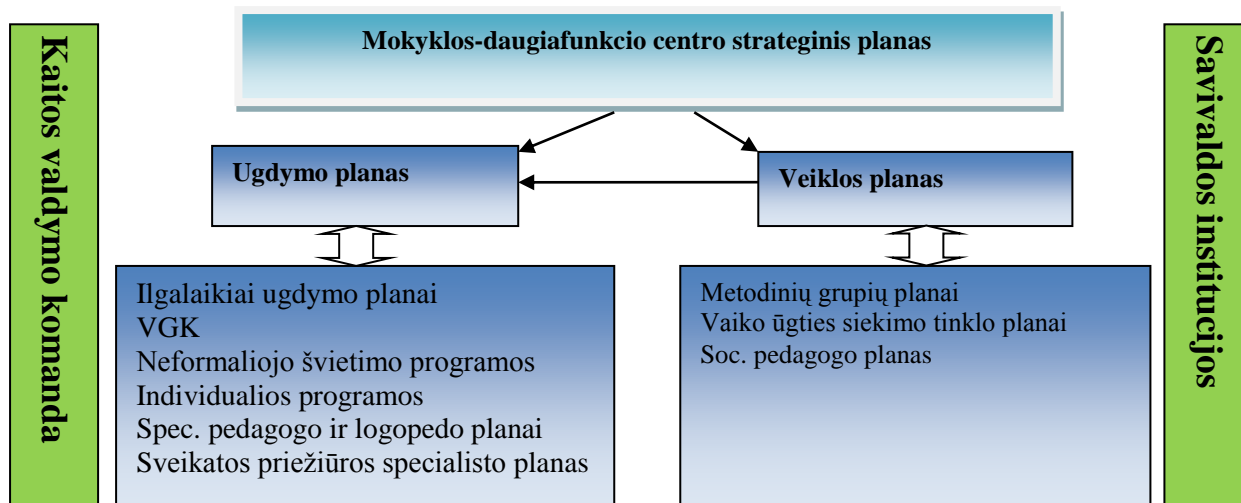 Kaitos valdymo komanda
Mokyklos-daugiafunkcio centro strateginis planas
Ugdymo planas
Veiklos planas
Ilgalaikiai ugdymo planai
VGK
Neformaliojo švietimo programos
Individualios programos
Spec. pedagogo ir logopedo planai
Sveikatos priežiūros specialisto planas
Metodinių grupių planai
Vaiko ūgties siekimo tinklo planai
Soc. pedagogo planas
Savivaldos institucijos